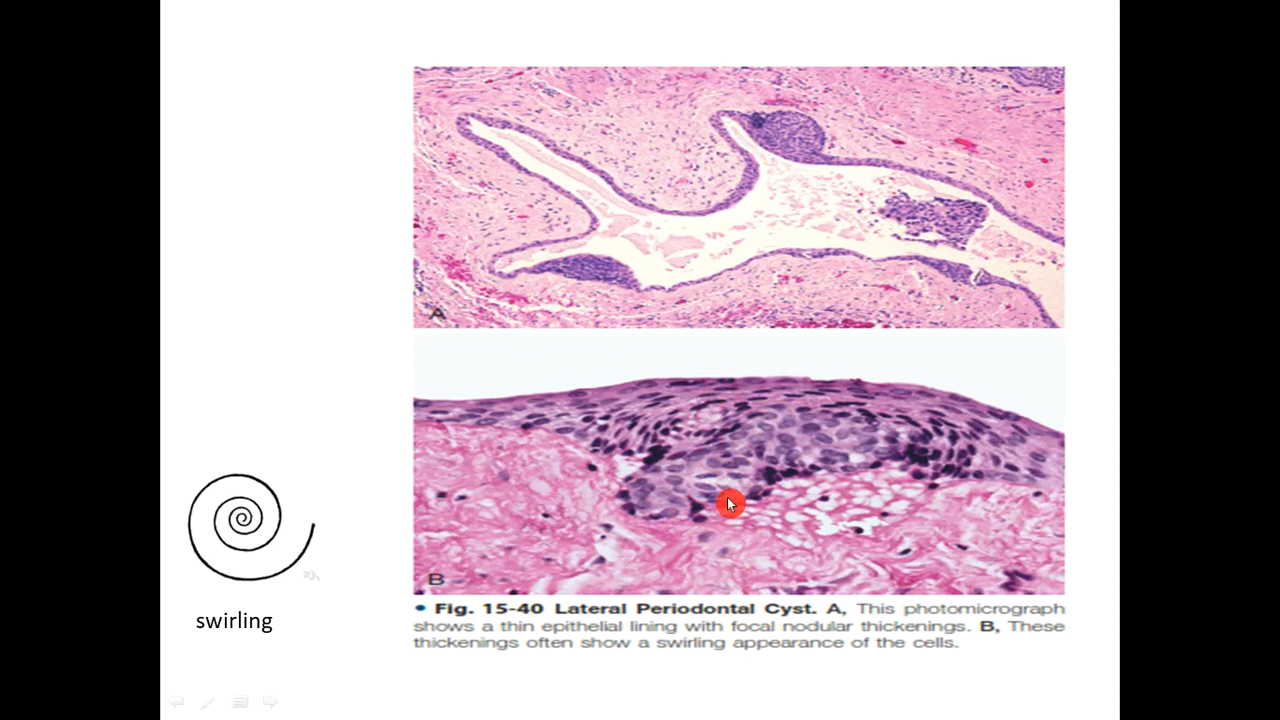 A
B
swirling
• Fig. 15-40 Lateral Periodontal Cyst. A, This photomicrograph
shows a thin epithelial lining with focal nodular thickenings. B, These
thickenings often show a swirling appearance of the cells.